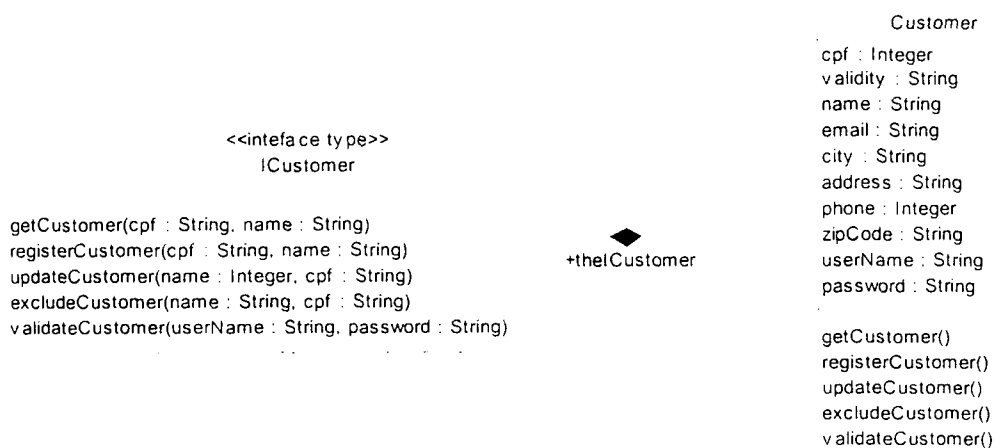 <<inteface type>>
ICustomer
getCustomer(cpf : String, name : String)
registerCustomer(cpf : String, name : String)
updateCustomer(name : Integer, cpf : String)
excludeCustomer(name : String, cpf : String)
validateCustomer(userName : String, password : String)
+theICustomer
Customer
cpf : Integer
validity : String
name : String
email : String
city : String
address : String
phone : Integer
zipCode : String
userName : String
password : String
getCustomer()
registerCustomer()
updateCustomer()
excludeCustomer()
validateCustomer()